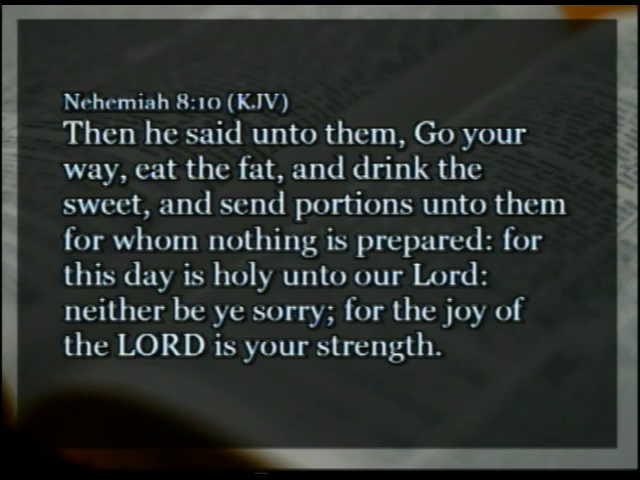 Nehemiah 8:10 (KJV)
Then he said unto them, Go your
way, eat the fat, and drink the
sweet, and send portions unto them
for whom nothing is prepared: for
this day is holy unto our Lord:
neither be ye sorry; for the joy of
the LORD is your strength.